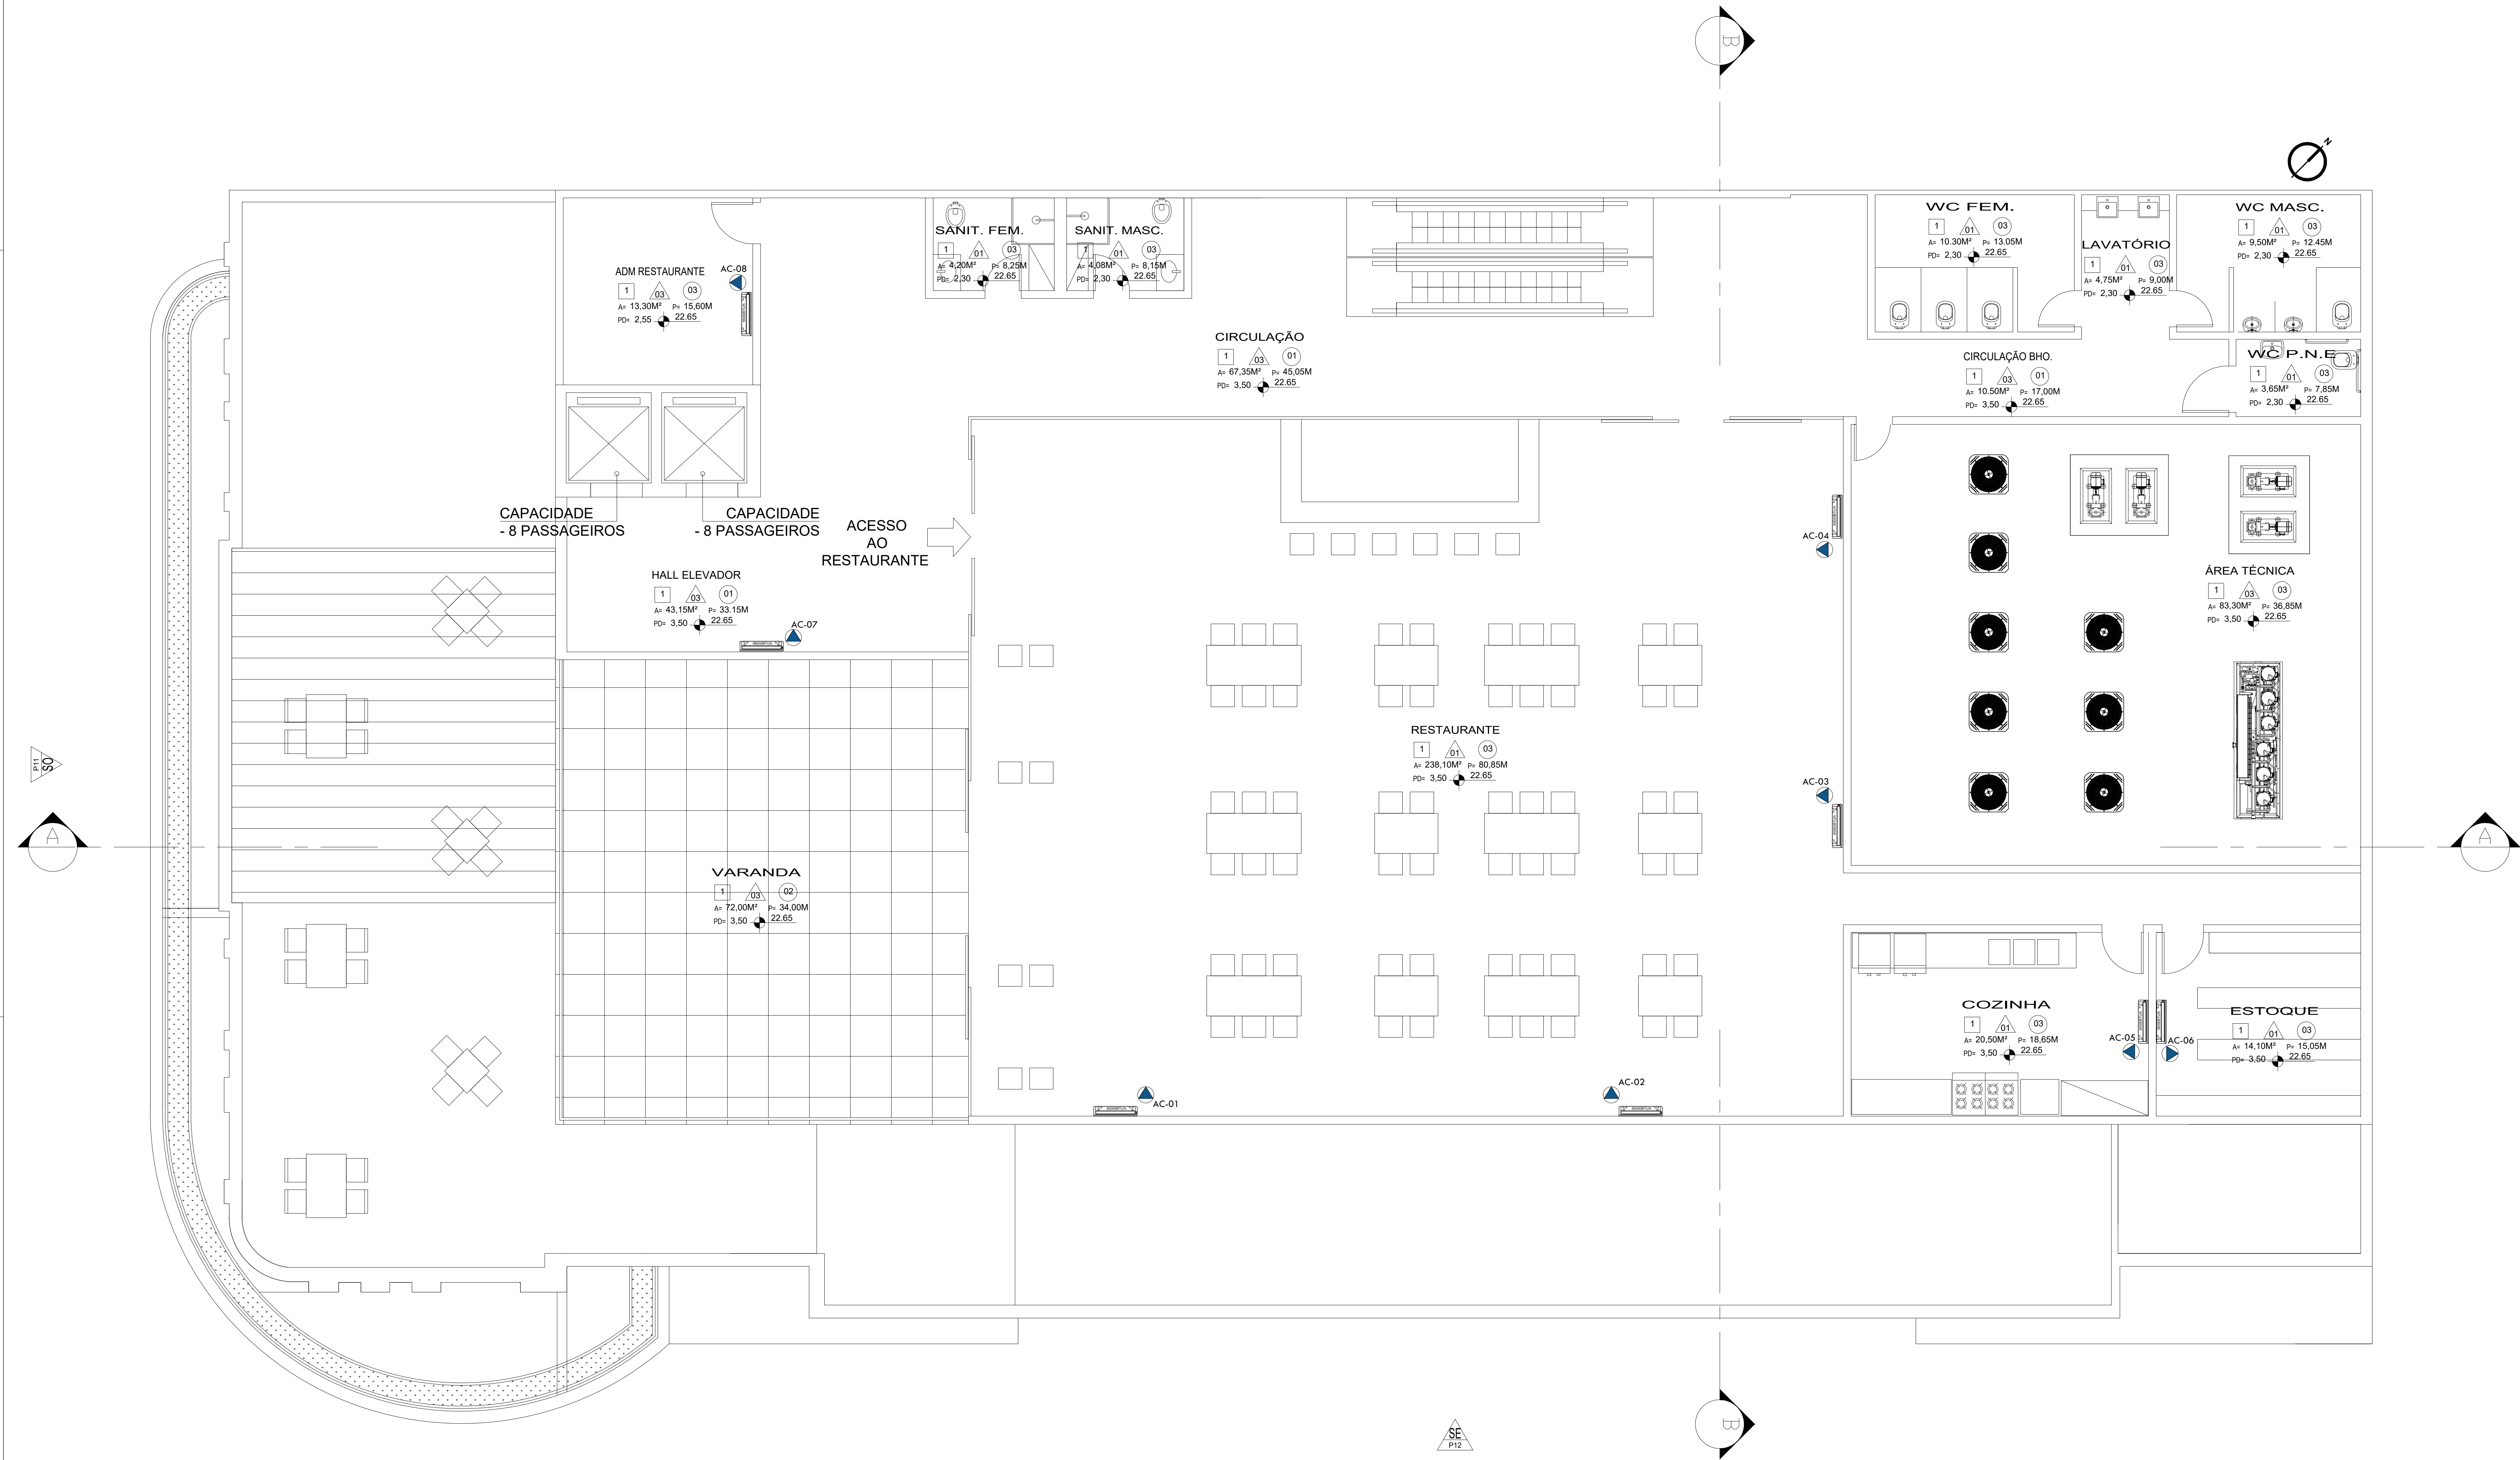 B
N
WC FEM.
1 01 03
A= 10.30M² P= 13.05M
PD= 2,30 22.65
LAVATÓRIO
1 01 03
A= 4,75M² P= 9,00M
PD= 2,30 22.65
WC MASC.
1 01 03
A= 9,50M² P= 12.45M
PD= 2,30 22.65
SANIT. FEM.
1 01 03
A= 4,20M² P= 8,25M
PD= 2,30 22.65
SANIT. MASC.
1 01 03
A= 4,08M² P= 8,15M
PD= 2,30 22.65
ADM RESTAURANTE
1 03 03
A= 13,30M² P= 15,60M
PD= 2,55 22.65
AC-08
CIRCULAÇÃO
1 03 01
A= 67,35M² P= 45,05M
PD= 3,50 22.65
CIRCULAÇÃO BHO.
1 03 01
A= 10.50M² P= 17,00M
PD= 3,50 22.65
WC P.N.E
1 01 03
A= 3,65M² P= 7,85M
PD= 2,30 22.65
CAPACIDADE
- 8 PASSAGEIROS
CAPACIDADE
- 8 PASSAGEIROS
ACESSO
AO
RESTAURANTE
AC-04
HALL ELEVADOR
1 03 01
A= 43,15M² P= 33.15M
PD= 3,50 22.65
AC-07
ÁREA TÉCNICA
1 03 03
A= 83,30M² P= 36,85M
PD= 3,50 22.65
RESTAURANTE
1 01 03
A= 238,10M² P= 80,85M
PD= 3,50 22.65
AC-03
P11
SO
A
A
VARANDA
1 03 02
A= 72,00M² P= 34,00M
PD= 3,50 22.65
COZINHA
1 01 03
A= 20,50M² P= 18,65M
PD= 3,50 22.65
AC-05
AC-06
ESTOQUE
1 01 03
A= 14,10M² P= 15,05M
PD= 3,50 22.65
AC-01
AC-02
SE
P12
B